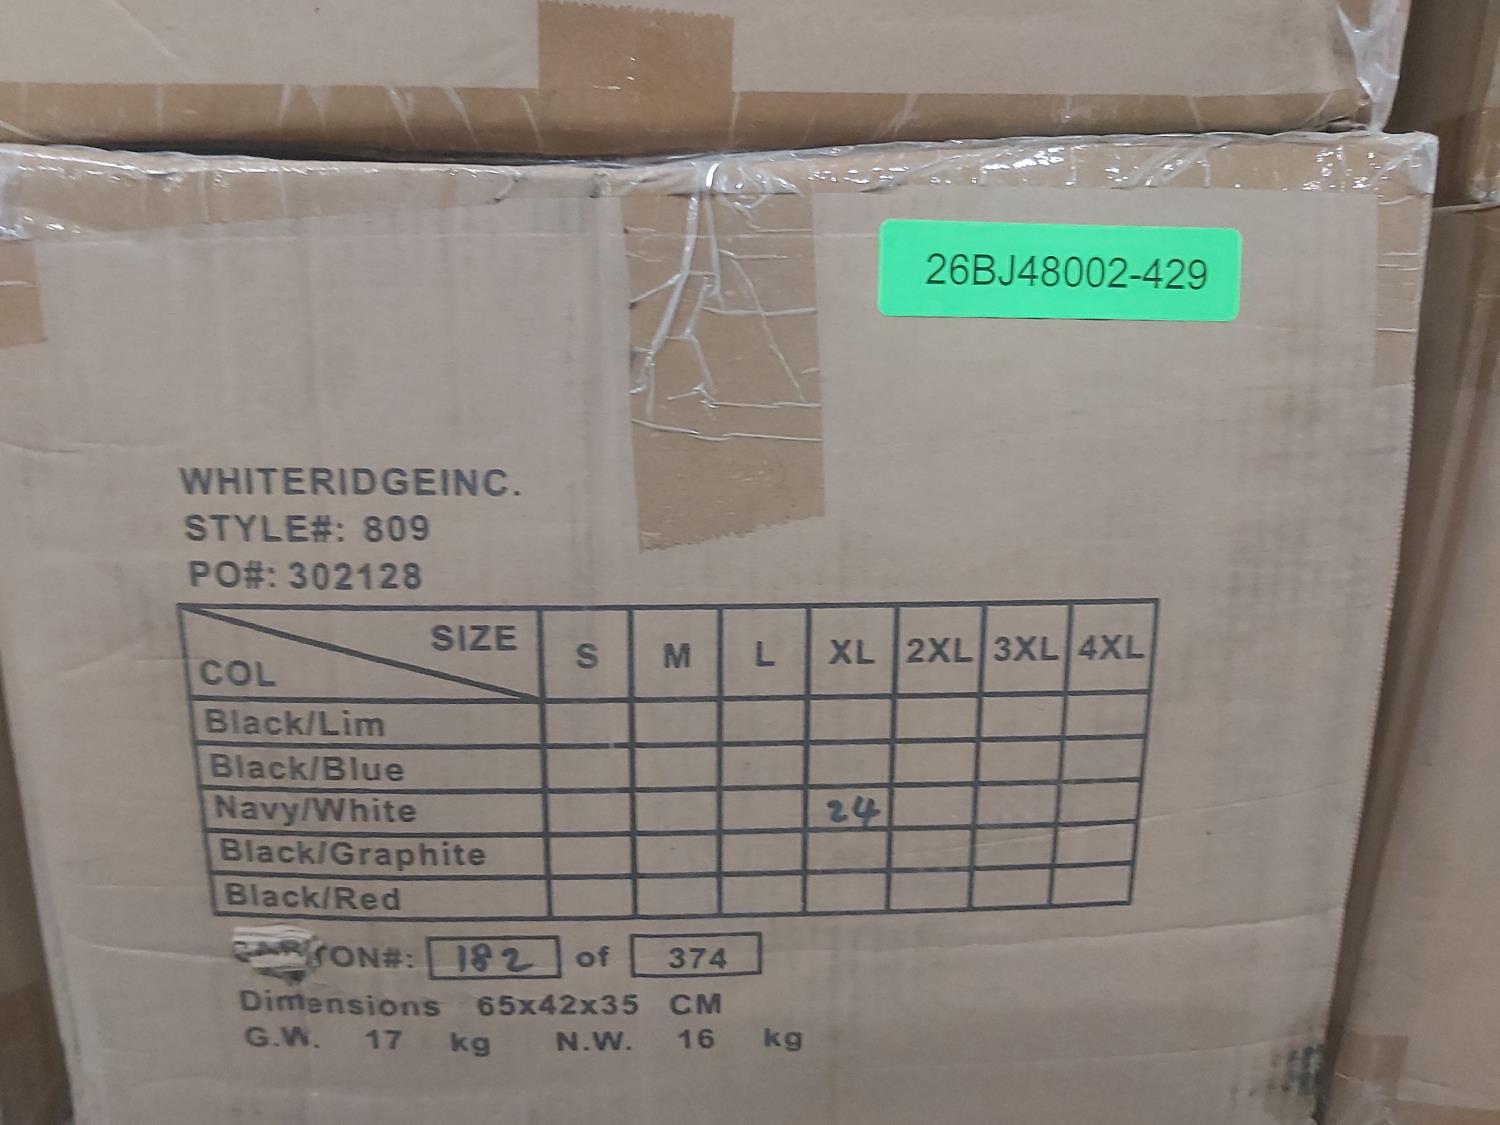 26BJ48002-429
WHITERIDGEINC.
STYLE#: 809
PO#: 302128
SIZE COL S M L XL 2XL 3XL 4XL
Black/Lim
Black/Blue
Navy/White 24
Black/Graphite
Black/Red
CARTON#: 182 of 374
Dimensions 65x42x35 CM
G.W. 17 kg N.W. 16 kg